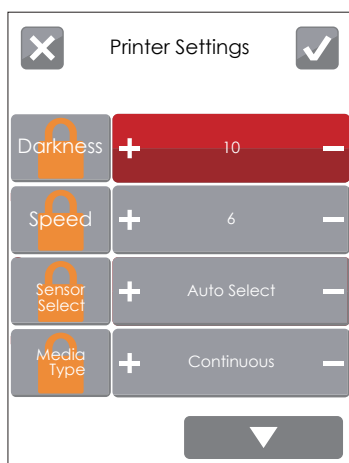 Printer Settings
Darkness + 10 −
Speed + 6 −
Sensor
Select + Auto Select −
Media
Type + Continuous −